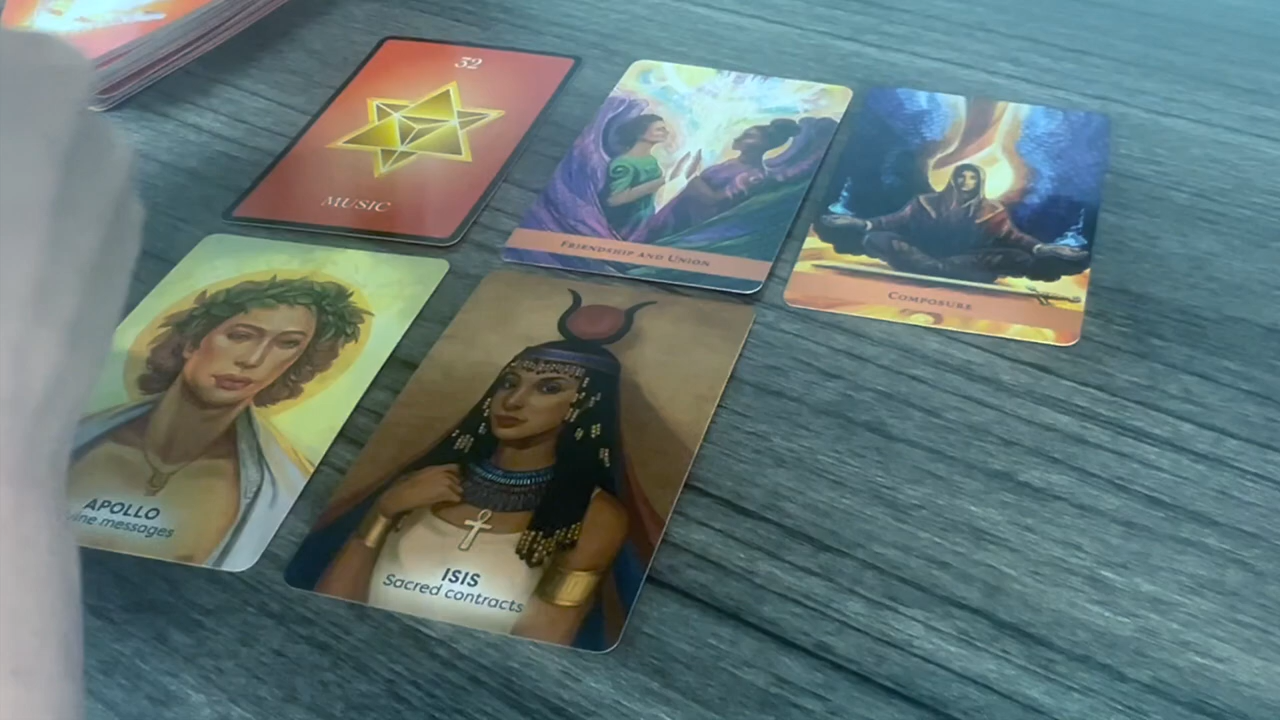 32
MUSIC
FRIENDSHIP AND UNION
COMPOSURE
APOLLO
messages
ISIS
Sacred contracts